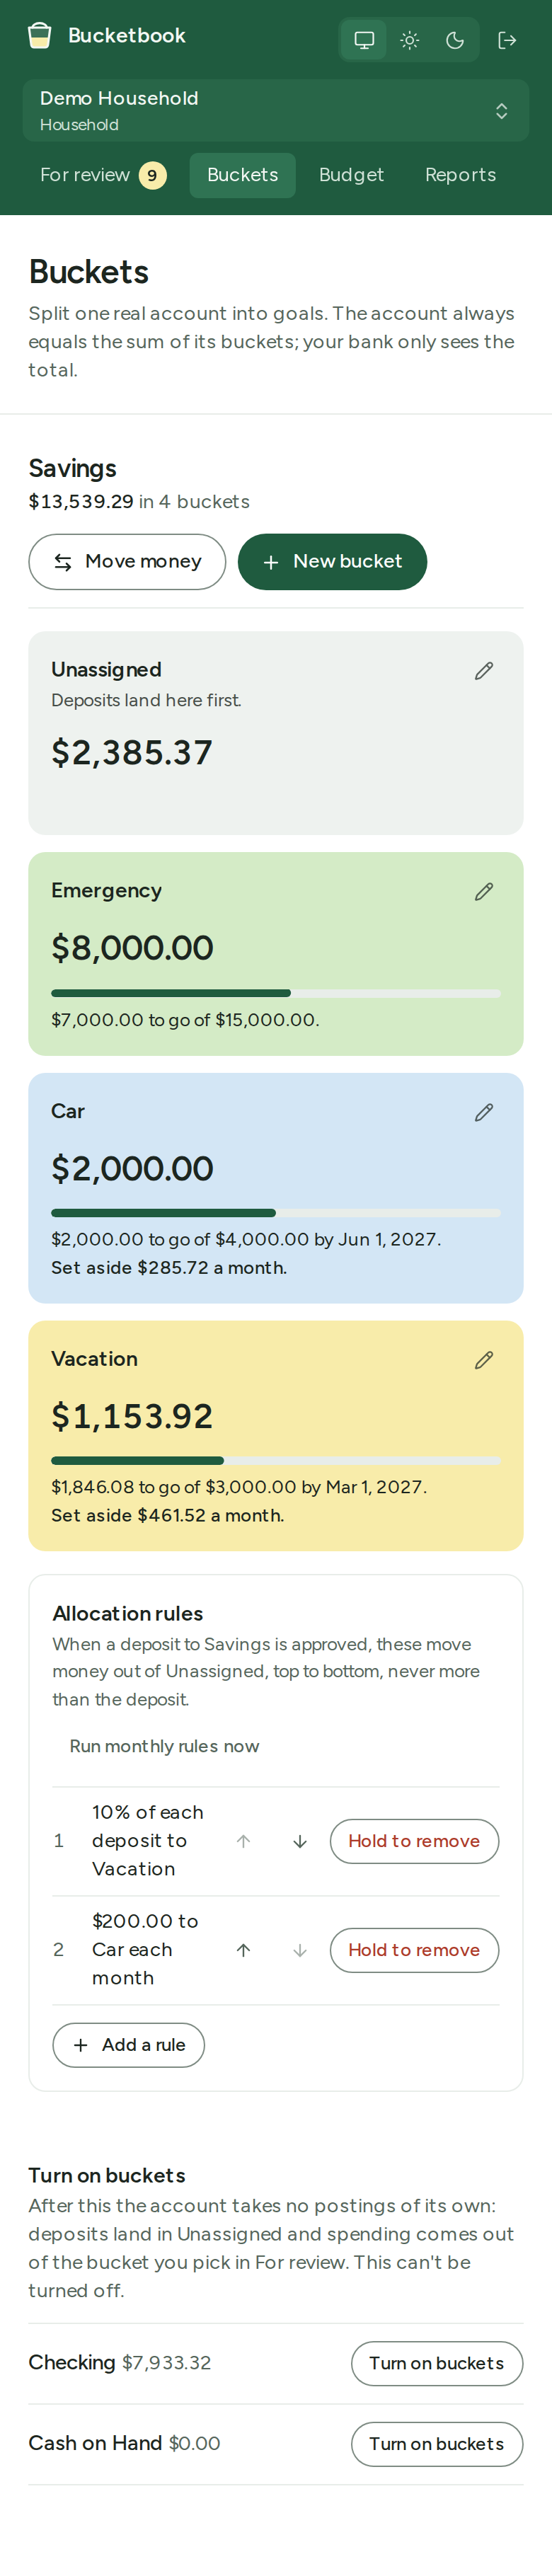 Bucketbook
Demo Household
Household
For review 9 Buckets Budget Reports
Buckets
Split one real account into goals. The account always
equals the sum of its buckets; your bank only sees the
total.
Savings
$13,539.29 in 4 buckets
Move money
New bucket
Unassigned
Deposits land here first.
$2,385.37
Emergency
$8,000.00
$7,000.00 to go of $15,000.00.
Car
$2,000.00
$2,000.00 to go of $4,000.00 by Jun 1, 2027.
Set aside $285.72 a month.
Vacation
$1,153.92
$1,846.08 to go of $3,000.00 by Mar 1, 2027.
Set aside $461.52 a month.
Allocation rules
When a deposit to Savings is approved, these move
money out of Unassigned, top to bottom, never more
than the deposit.
Run monthly rules now
1
10% of each
deposit to
Vacation
Hold to remove
2
$200.00 to
Car each
month
Hold to remove
Add a rule
Turn on buckets
After this the account takes no postings of its own:
deposits land in Unassigned and spending comes out
of the bucket you pick in For review. This can't be
turned off.
Checking $7,933.32
Turn on buckets
Cash on Hand $0.00
Turn on buckets